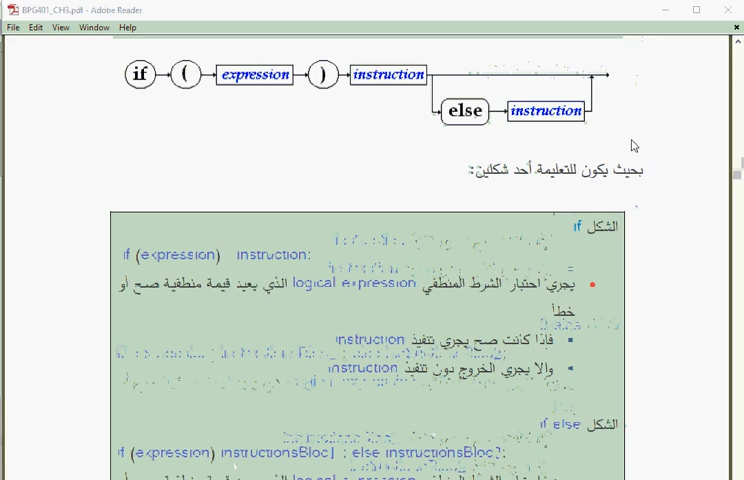 BPG401_CH3.pdf - Adobe Reader
File Edit View Window Help
if ( expression ) instruction
else instruction
بحيث يكون للتعليمة أحد شكلين:
الشكل if
if (expression) instruction;
يجري اختبار الشرط المنطقي logical expression الذي يعيد قيمة منطقية صح أو
خطأ
فإذا كانت صح يجري تنفيذ instruction
والا يجري الخروج دون تنفيذ instruction
الشكل if else
if (expression) instructionsBloc1 ; else instructionsBloc2;